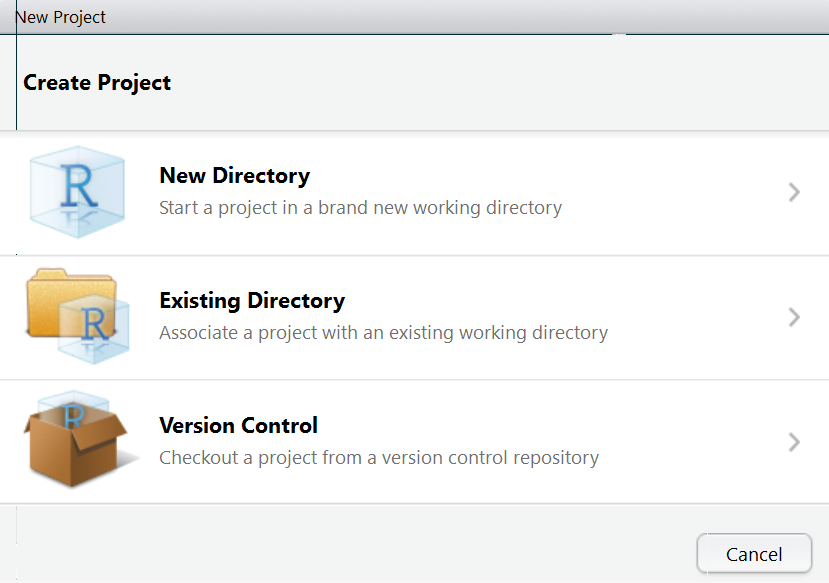 New Project
Create Project
New Directory
Start a project in a brand new working directory
Existing Directory
Associate a project with an existing working directory
Version Control
Checkout a project from a version control repository
Cancel